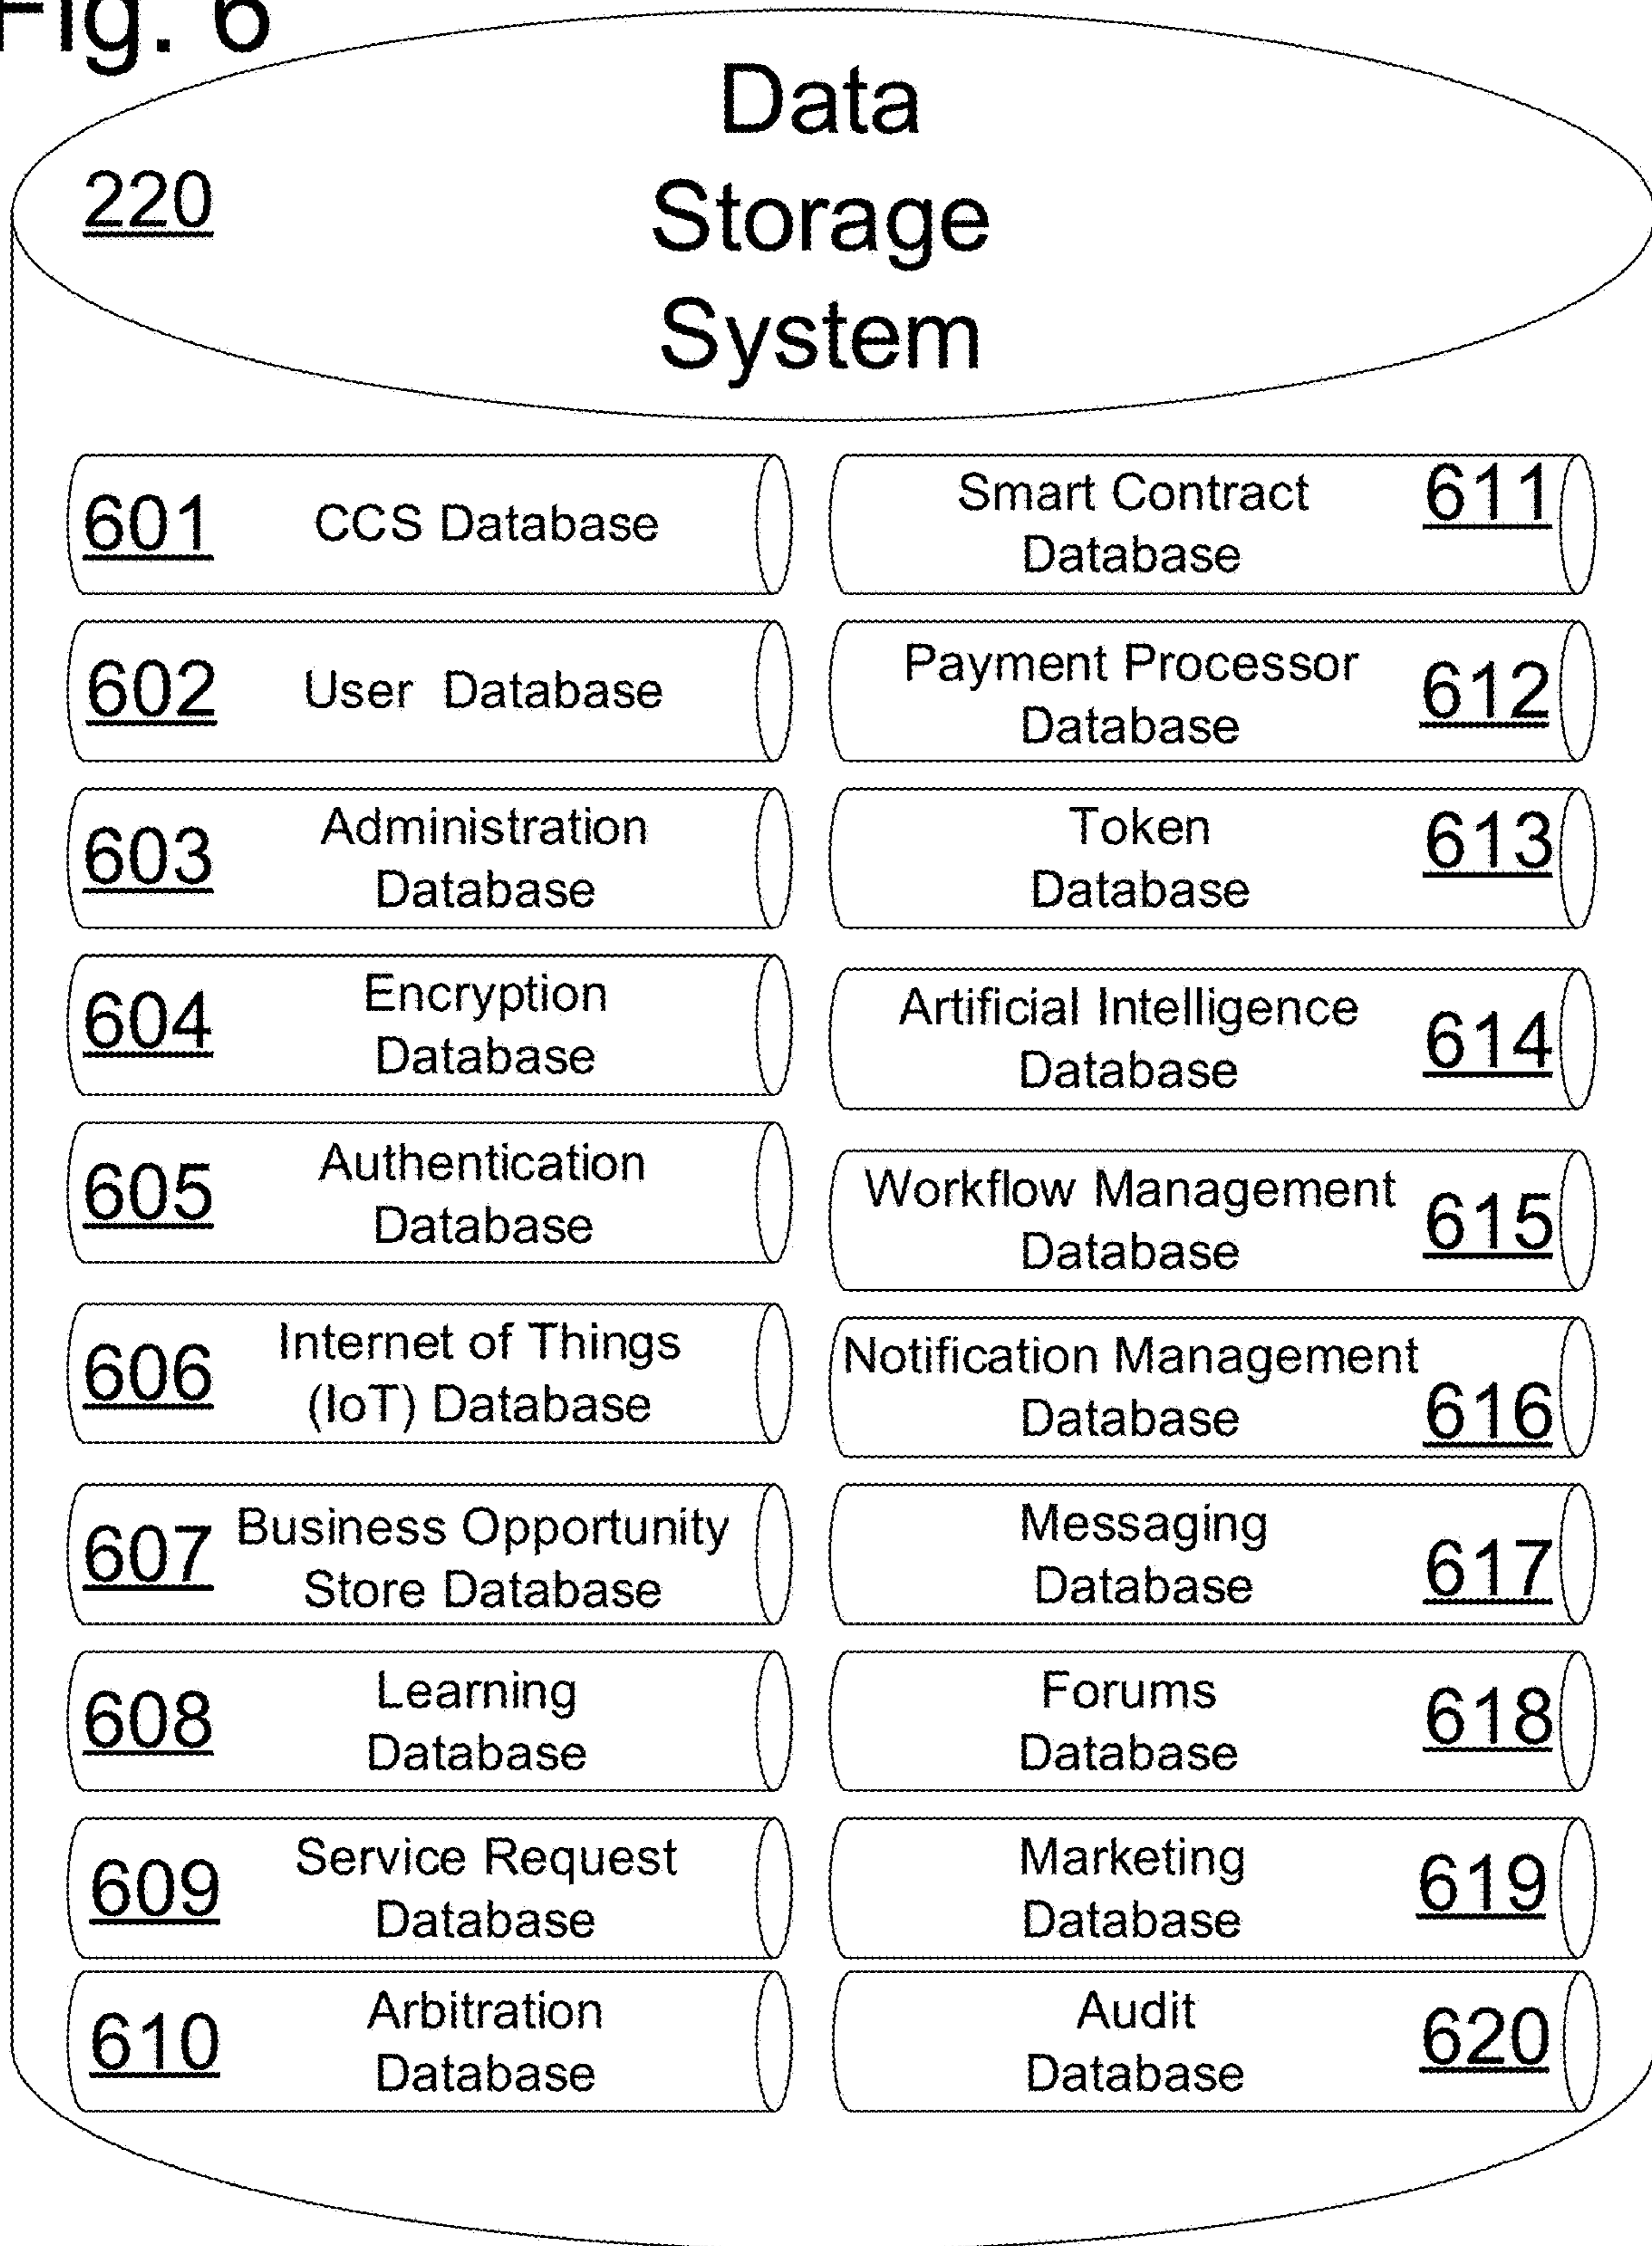 Fig. 6
Data
Storage
System
220
601
CCS Database
602
User Database
603
Administration
Database
604
Encryption
Database
605
Authentication
Database
606
Internet of Things
(IoT) Database
607
Business Opportunity
Store Database
608
Learning
Database
609
Service Request
Database
610
Arbitration
Database
Smart Contract
Database
611
Payment Processor
Database
612
Token
Database
613
Artificial Intelligence
Database
614
Workflow Management
Database
615
Notification Management
Database
616
Messaging
Database
617
Forums
Database
618
Marketing
Database
619
Audit
Database
620